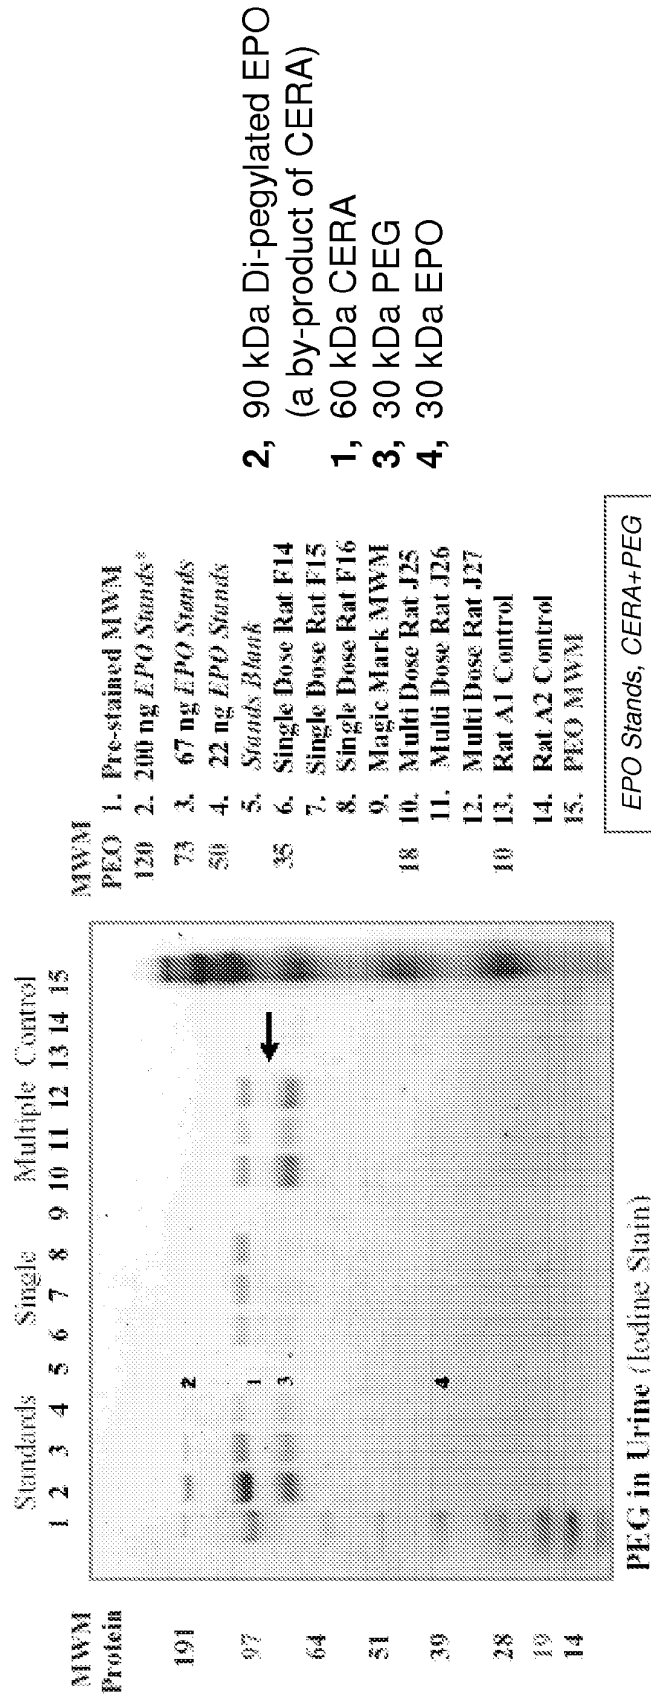 Standards Single Multiple Control
1 2 3 4 5 6 7 8 9 10 11 12 13 14 15
MWM
Protein
191
97
64
51
39
28
19
14
2
1
3
4
PEG in Urine (Iodine Stain)
MWM
PEO
120
73
50
35
18
10
1. Pre-stained MWM
2. 200 ng EPO Stands*
3. 67 ng EPO Stands
4. 22 ng EPO Stands
5. Stands Blank
6. Single Dose Rat F14
7. Single Dose Rat F15
8. Single Dose Rat F16
9. Magic Mark MWM
10. Multi Dose Rat J25
11. Multi Dose Rat J26
12. Multi Dose Rat J27
13. Rat A1 Control
14. Rat A2 Control
15. PEO MWM
EPO Stands, CERA+PEG
2, 90 kDa Di-pegylated EPO
(a by-product of CERA)
1, 60 kDa CERA
3, 30 kDa PEG
4, 30 kDa EPO